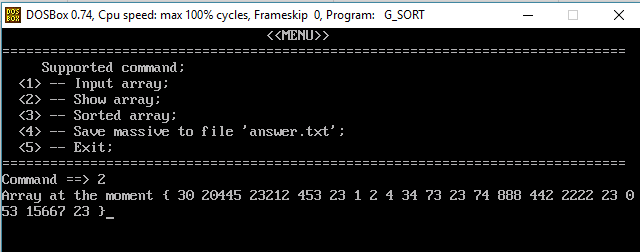 DOSBox 0.74, Cpu speed: max 100% cycles, Frameskip 0, Program: G_SORT
<<MENU>>
================================================================================
Supported command;
<1> -- Input array;
<2> -- Show array;
<3> -- Sorted array;
<4> -- Save massive to file 'answer.txt';
<5> -- Exit;
================================================================================
Command ==> 2
Array at the moment { 30 20445 23212 453 23 1 2 4 34 73 23 74 888 442 2222 23 0
53 15667 23 }_